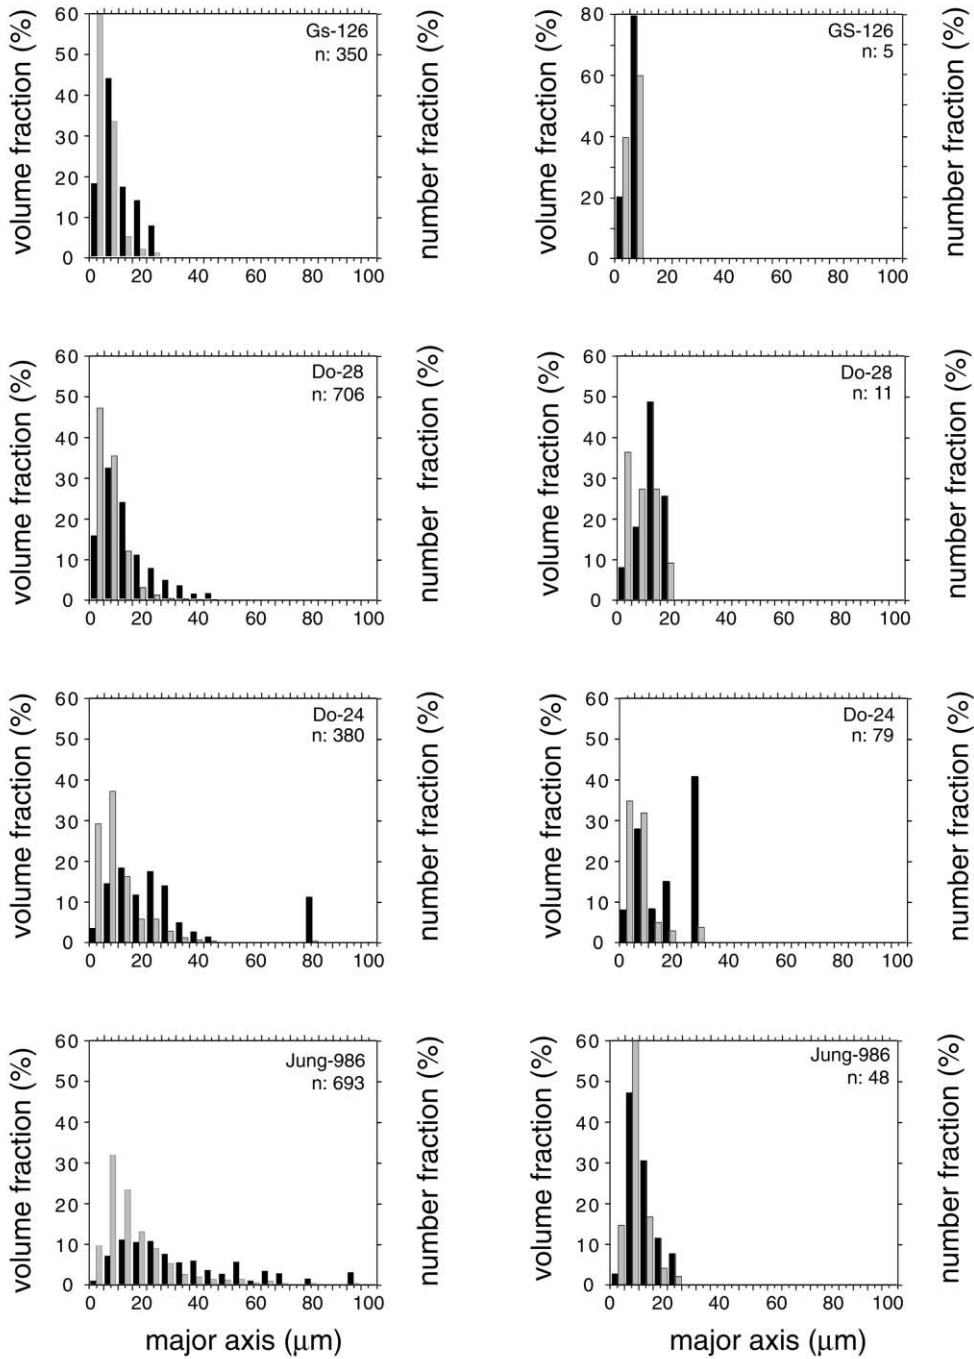 volume fraction (%)
60
50
40
30
20
10
0
0 20 40 60 80 100
Gs-126
n: 350
number fraction (%)
volume fraction (%)
80
60
40
20
0
0 20 40 60 80 100
GS-126
n: 5
number fraction (%)
volume fraction (%)
60
50
40
30
20
10
0
0 20 40 60 80 100
Do-28
n: 706
number fraction (%)
volume fraction (%)
60
50
40
30
20
10
0
0 20 40 60 80 100
Do-28
n: 11
number fraction (%)
volume fraction (%)
60
50
40
30
20
10
0
0 20 40 60 80 100
Do-24
n: 380
number fraction (%)
volume fraction (%)
60
50
40
30
20
10
0
0 20 40 60 80 100
Do-24
n: 79
number fraction (%)
volume fraction (%)
60
50
40
30
20
10
0
0 20 40 60 80 100
Jung-986
n: 693
number fraction (%)
major axis (μm)
volume fraction (%)
60
50
40
30
20
10
0
0 20 40 60 80 100
Jung-986
n: 48
number fraction (%)
major axis (μm)